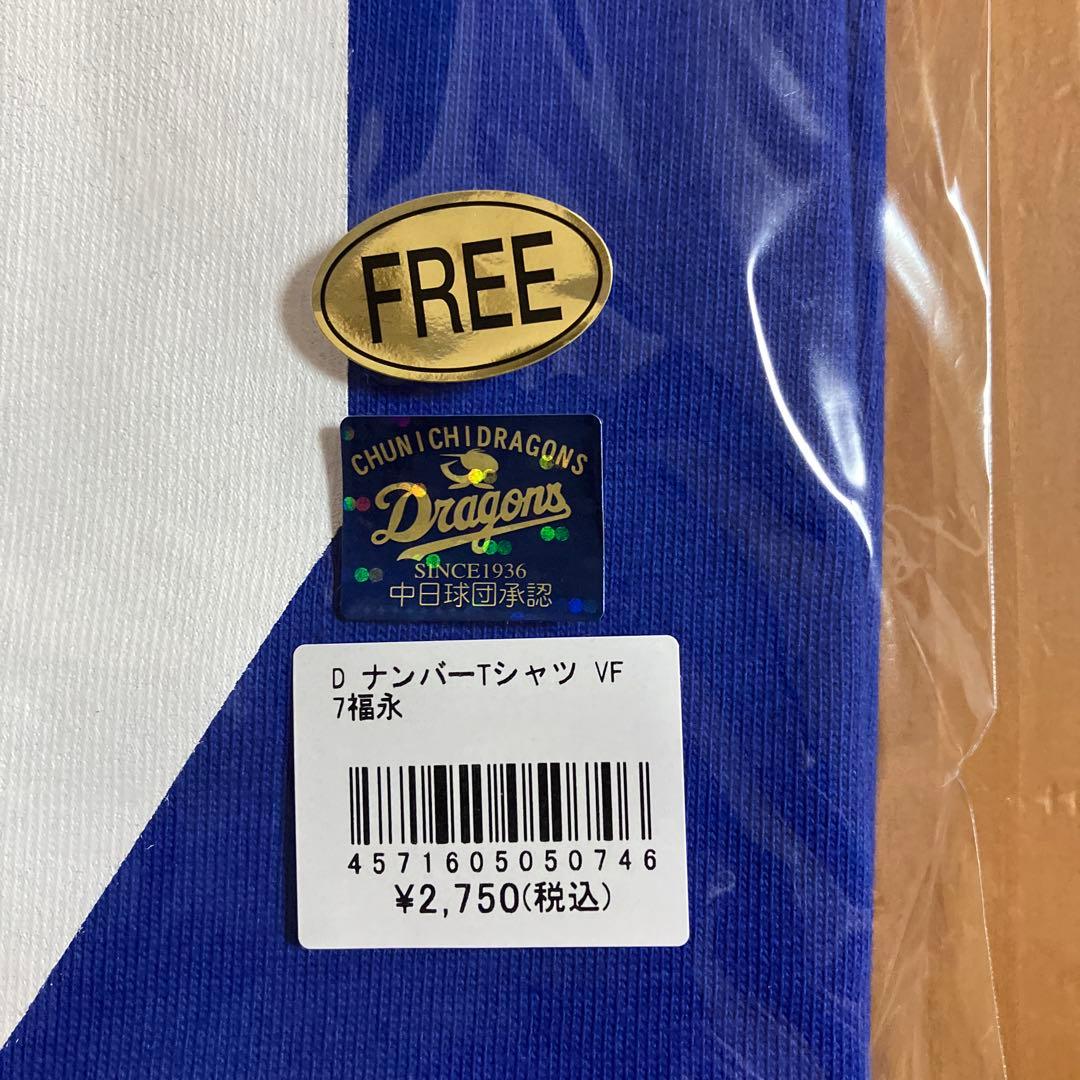 FREE
CHUNICHIDRAGONS
Dragons
SINCE1936
中日球団承認
D ナンバーTシャツ VF
7福永
4571605050746
¥2,750(税込)